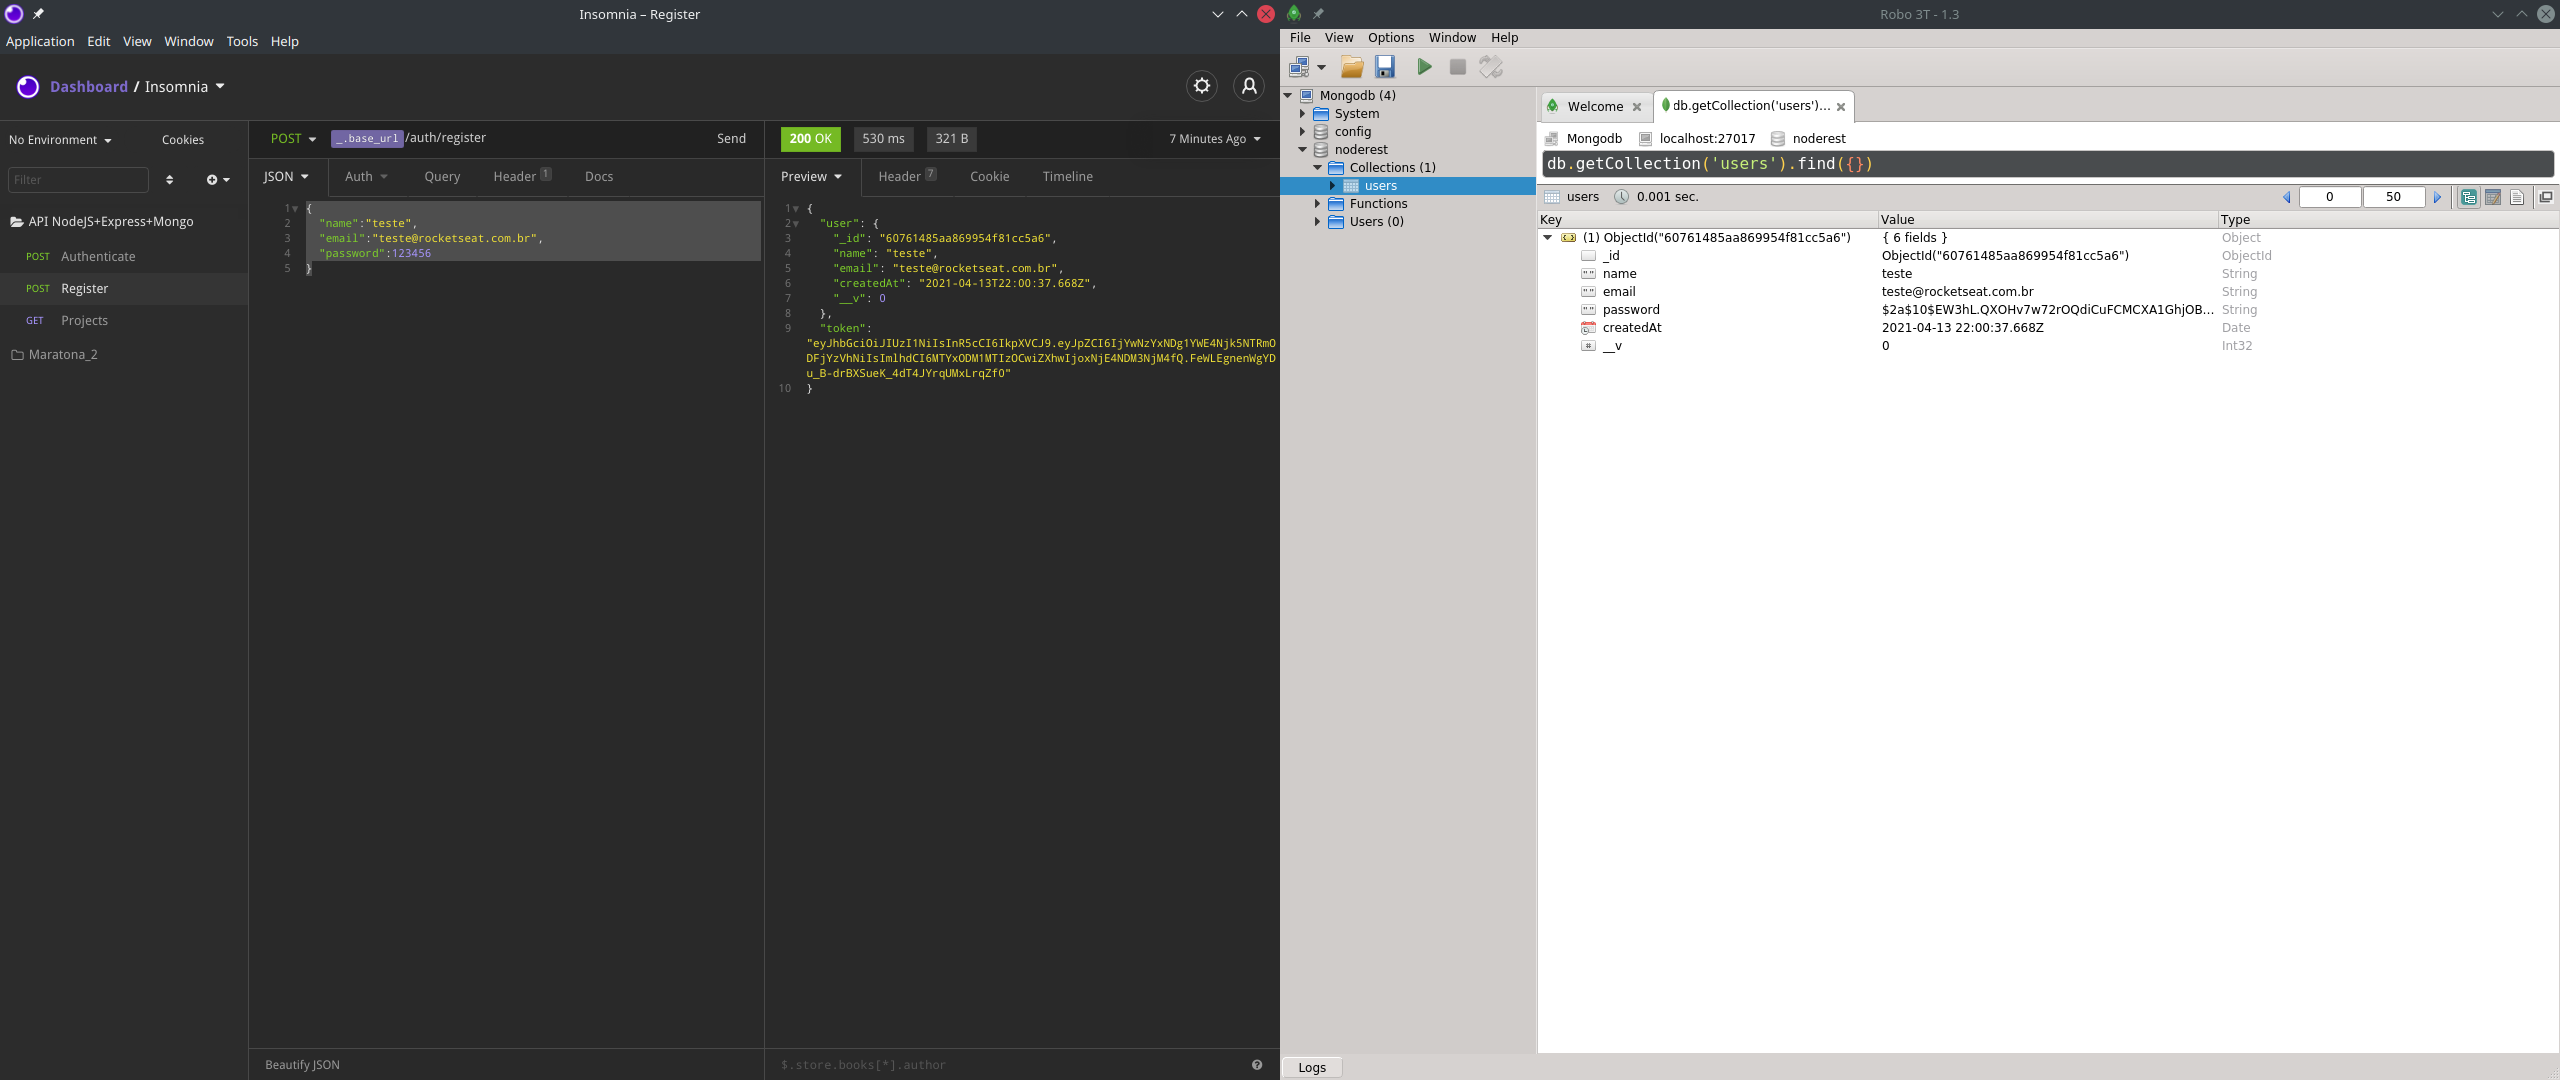 Insomnia – Register
Application Edit View Window Tools Help
Dashboard / Insomnia
No Environment Cookies
Filter
API NodeJS+Express+Mongo
POST Authenticate
POST Register
GET Projects
Maratona_2
POST _.base_url /auth/register Send
JSON Auth Query Header 1 Docs
1 {
2 "name":"teste",
3 "email":"teste@rocketseat.com.br",
4 "password":123456
5 }
Beautify JSON
200 OK 530 ms 321 B 7 Minutes Ago
Preview Header 7 Cookie Timeline
1 {
2 "user": {
3 "_id": "60761485aa869954f81cc5a6",
4 "name": "teste",
5 "email": "teste@rocketseat.com.br",
6 "createdAt": "2021-04-13T22:00:37.668Z",
7 "__v": 0
8 },
9 "token":
"eyJhbGciOiJIUzI1NiIsInR5cCI6IkpXVCJ9.eyJpZCI6IjYwNzYxNDg1YWE4Njk5NTRmO
DFjYzVhNiIsImlhdCI6MTYxODM1MTIzOCwiZXhwIjoxNjE4NDM3NjM4fQ.FeWLEgnenWgYD
u_B-drBXSueK_4dT4JYrqUMxLrqZf0"
10 }
$.store.books[*].author
Robo 3T - 1.3
File View Options Window Help
Mongodb (4)
System
config
noderest
Collections (1)
users
Functions
Users (0)
Welcome db.getCollection('users')...
Mongodb localhost:27017 noderest
db.getCollection('users').find({})
users 0.001 sec. 0 50
Key Value Type
(1) ObjectId("60761485aa869954f81cc5a6") { 6 fields } Object
_id ObjectId("60761485aa869954f81cc5a6") ObjectId
name teste String
email teste@rocketseat.com.br String
password $2a$10$EW3hL.QXOHv7w72rOQdiCuFCMCXA1GhjOB... String
createdAt 2021-04-13 22:00:37.668Z Date
__v 0 Int32
Logs